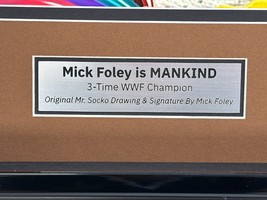 Mick Foley is MANKIND
3-Time WWF Champion
Original Mr. Socko Drawing & Signature By Mick Foley